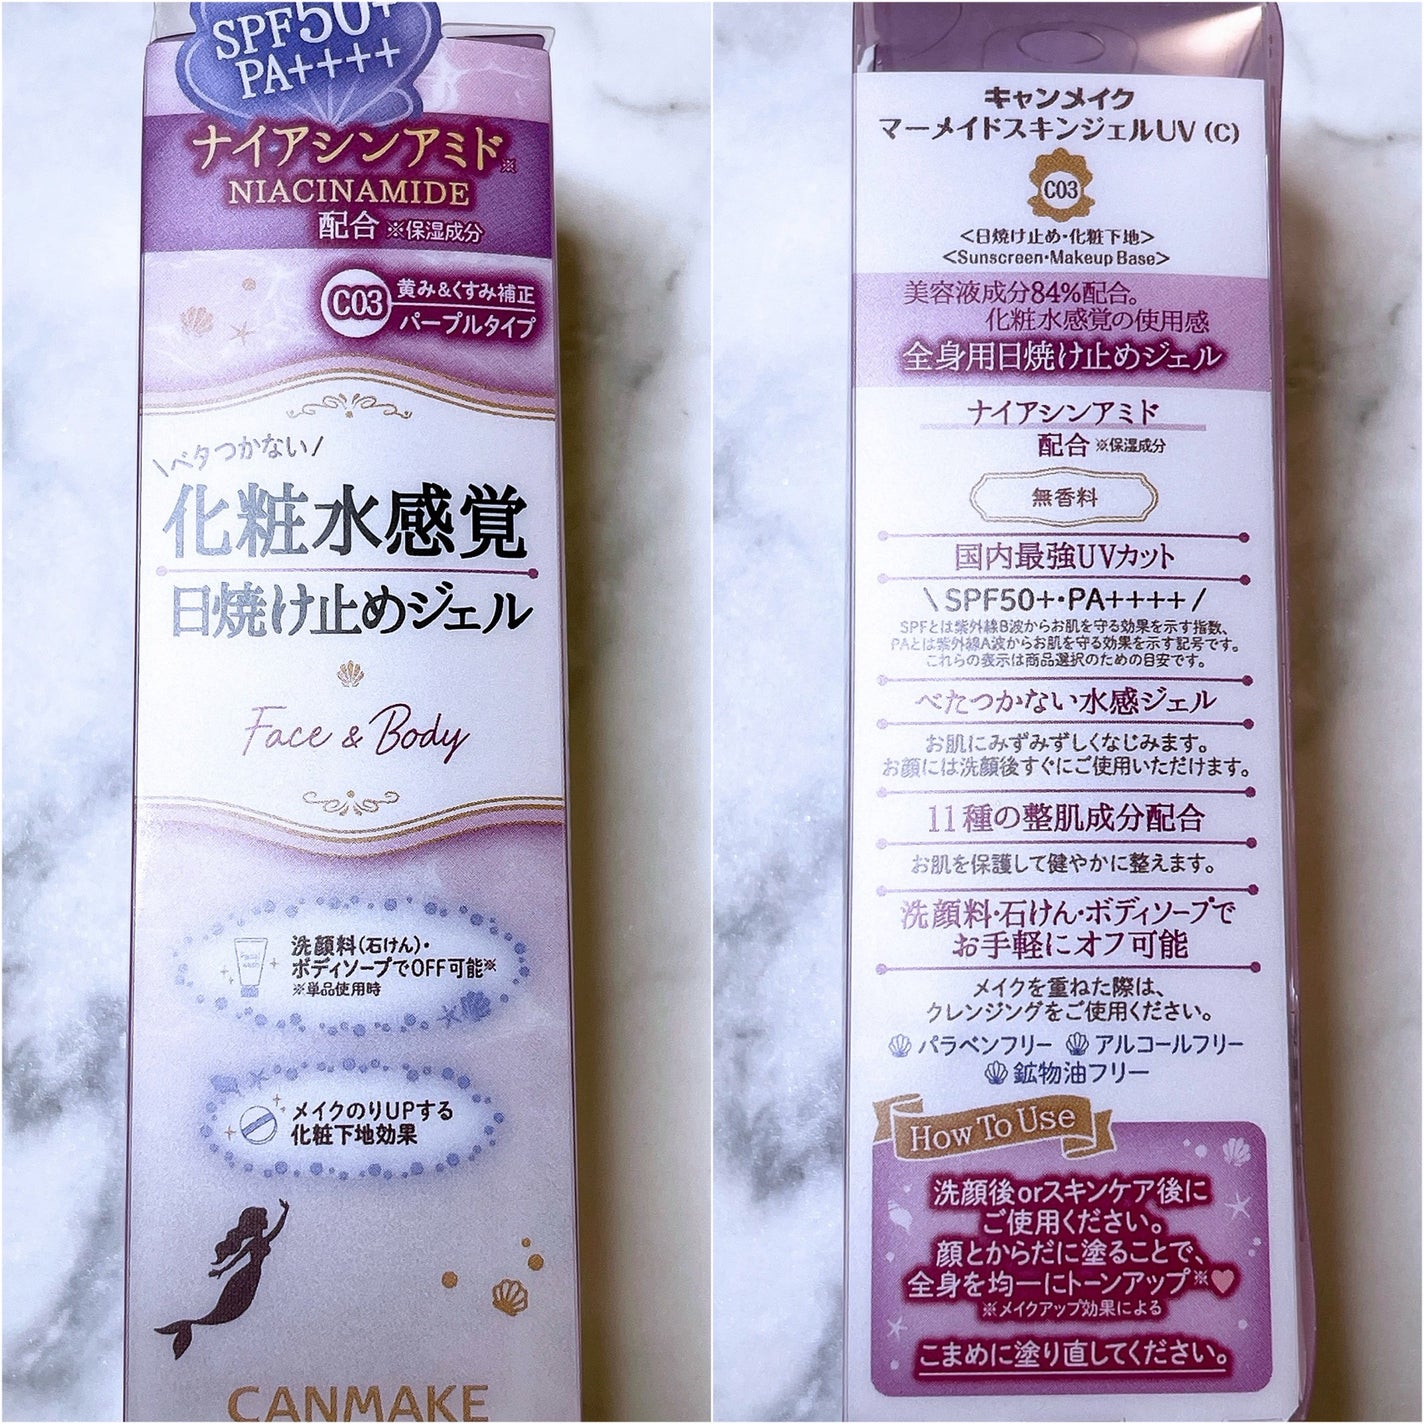 SPF50+
PA++++
ナイアシンアミド※
NIACINAMIDE
配合 ※保湿成分
C03 黄み&くすみ補正
パープルタイプ
\ベタつかない/
化粧水感覚
日焼け止めジェル
Face & Body
洗顔料(石けん)・
ボディソープでOFF可能※
※単品使用時
メイクのりUPする
化粧下地効果
CANMAKE
キャンメイク
マーメイドスキンジェルUV (C)
C03
<日焼け止め・化粧下地>
<Sunscreen・Makeup Base>
美容液成分84%配合。
化粧水感覚の使用感
全身用日焼け止めジェル
ナイアシンアミド
配合 ※保湿成分
無香料
国内最強UVカット
\ SPF50+・PA++++ /
SPFとは紫外線B波からお肌を守る効果を示す指数、
PAとは紫外線A波からお肌を守る効果を示す記号です。
これらの表示は商品選択のための目安です。
べたつかない水感ジェル
お肌にみずみずしくなじみます。
お顔には洗顔後すぐにご使用いただけます。
11種の整肌成分配合
お肌を保護して健やかに整えます。
洗顔料・石けん・ボディソープで
お手軽にオフ可能
メイクを重ねた際は、
クレンジングをご使用ください。
パラベンフリー アルコールフリー
鉱物油フリー
How To Use
洗顔後orスキンケア後に
ご使用ください。
顔とからだに塗ることで、
全身を均一にトーンアップ※♥
※メイクアップ効果による
こまめに塗り直してください。